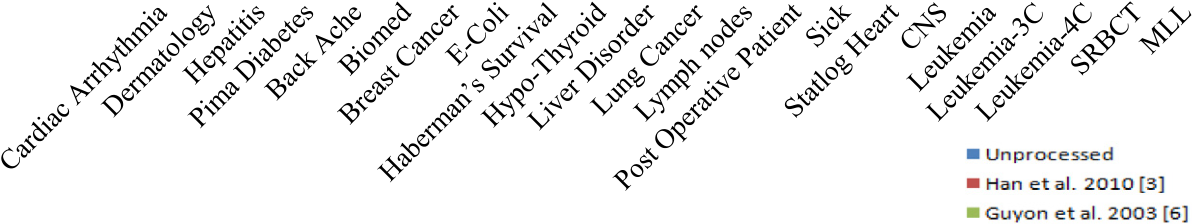 Cardiac Arrhythmia
Dermatology
Hepatitis
Pima Diabetes
Back Ache
Biomed
Breast Cancer
E-Coli
Haberman’s Survival
Hypo-Thyroid
Liver Disorder
Lung Cancer
Lymph nodes
Post Operative Patient
Sick
Statlog Heart
CNS
Leukemia
Leukemia-3C
Leukemia-4C
SRBCT
MLL
Unprocessed
Han et al. 2010 [3]
Guyon et al. 2003 [6]